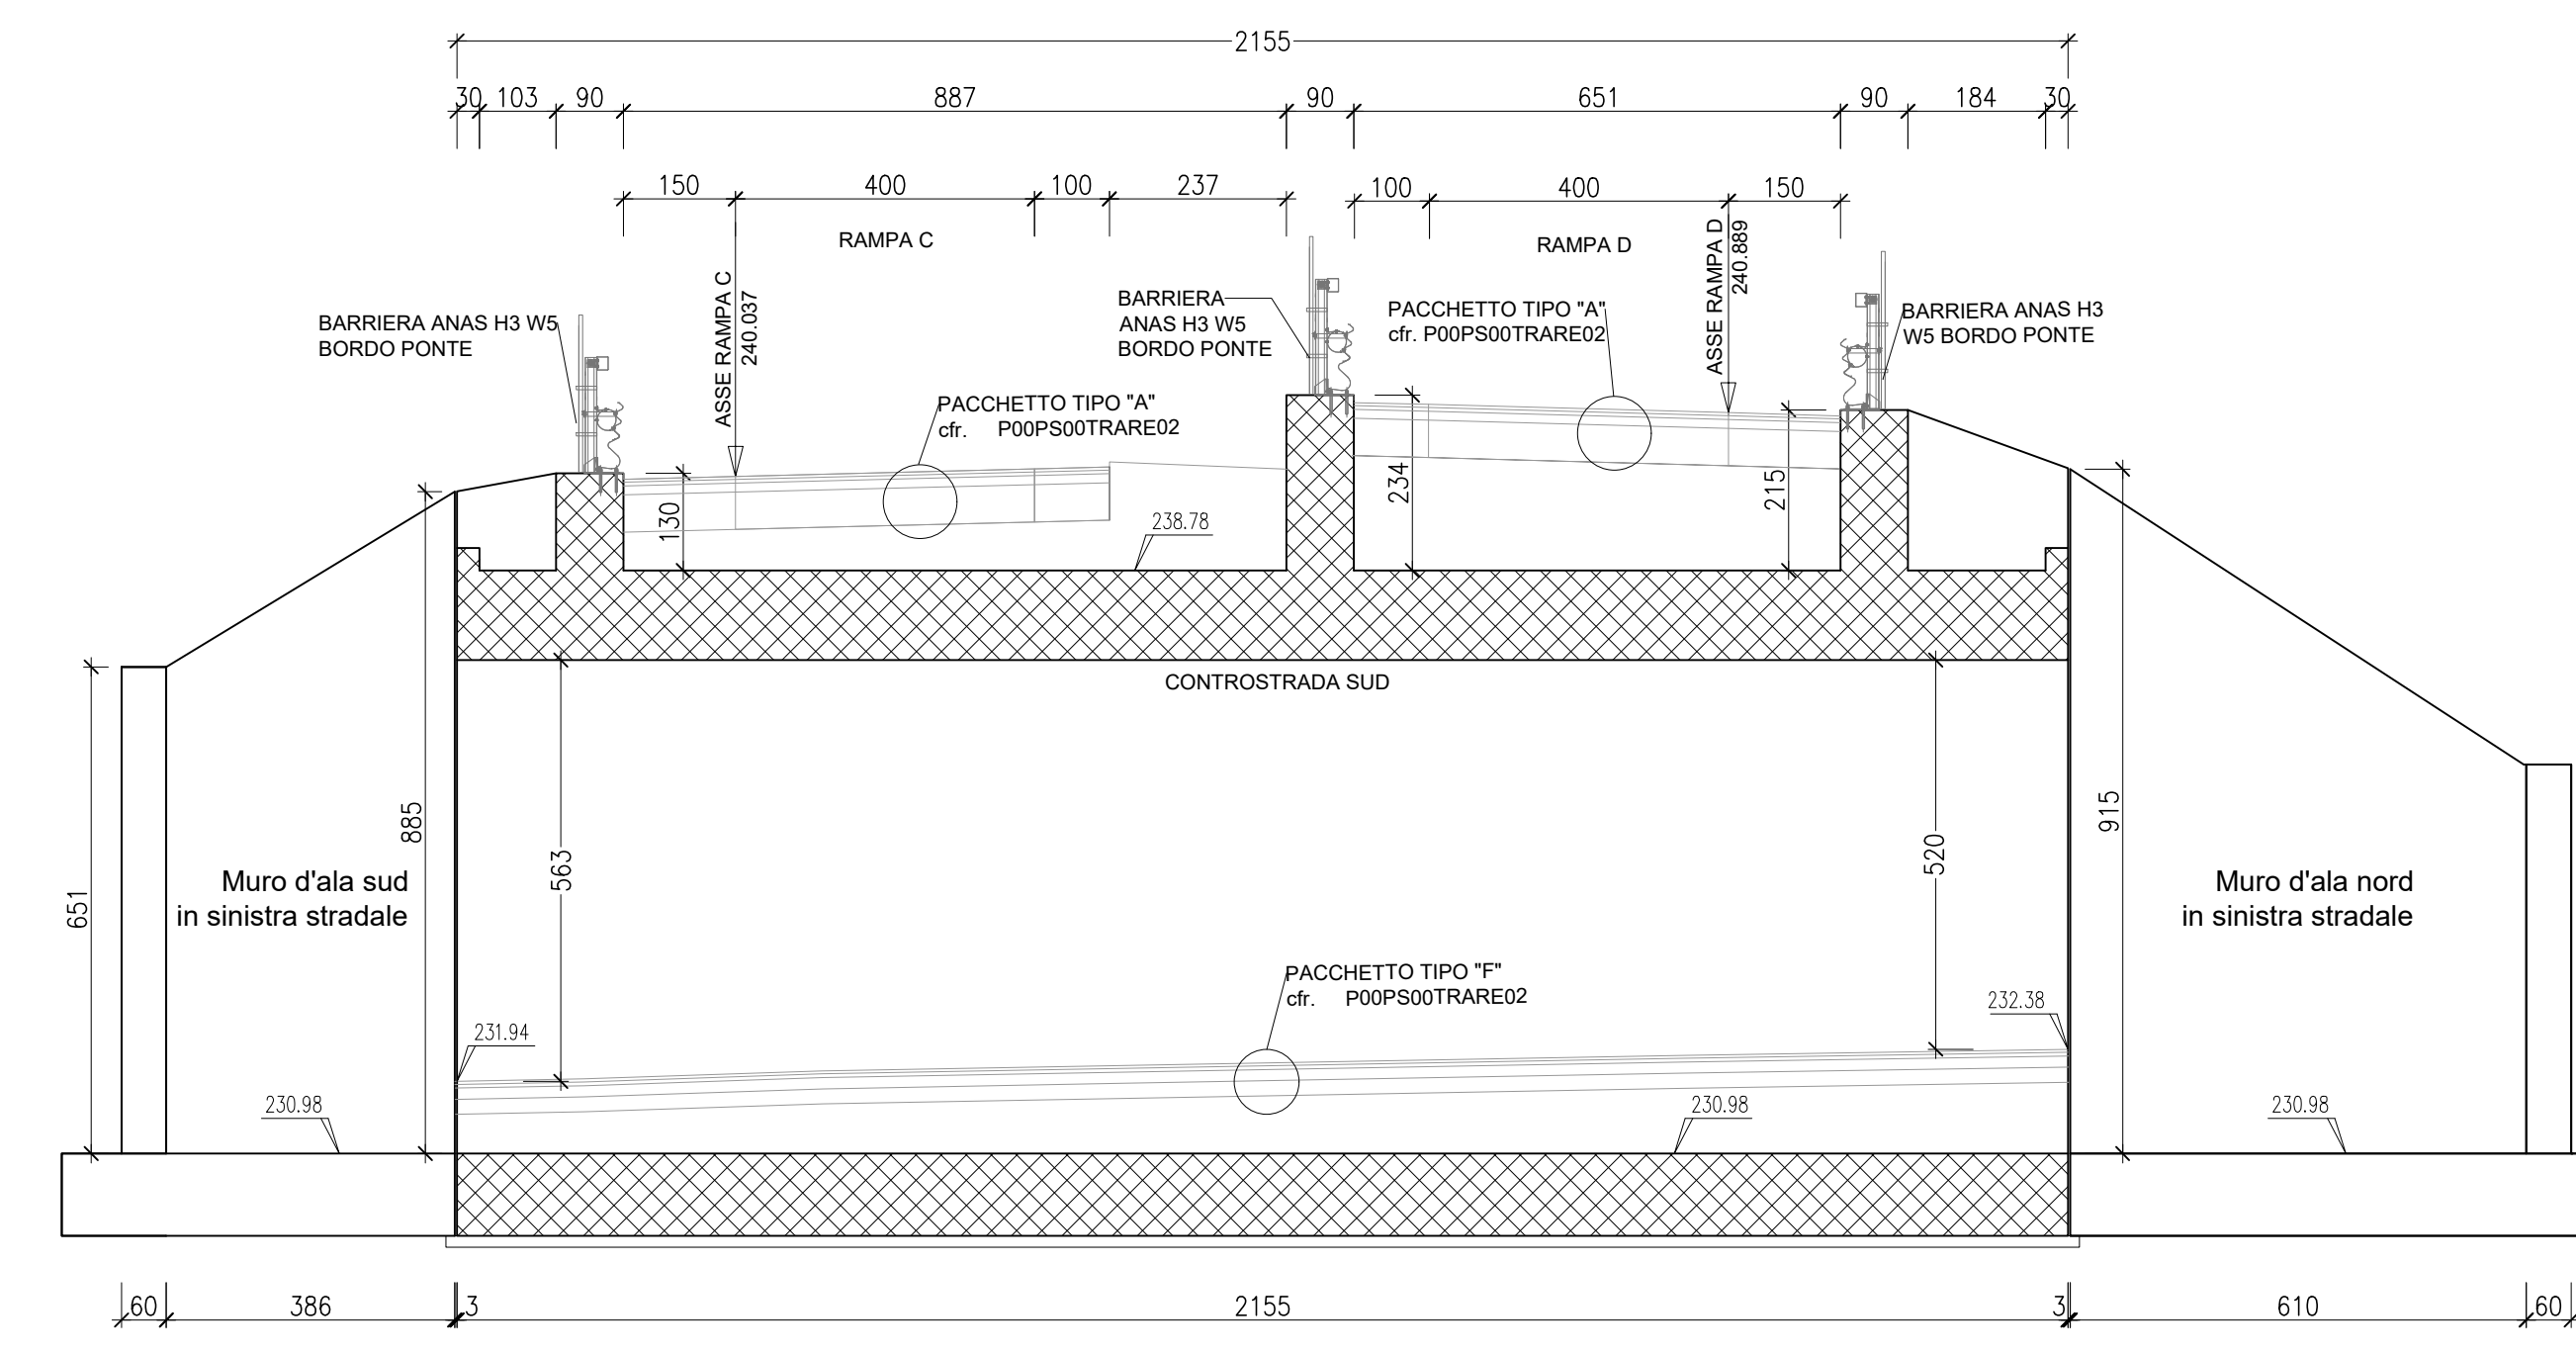 2155
30 103 90 887 90 651 90 184 30
150 400 100 237 100 400 150
RAMPA C
RAMPA D
ASSE RAMPA C
240.037
ASSE RAMPA D
240.889
BARRIERA ANAS H3 W5
BORDO PONTE
BARRIERA
ANAS H3 W5
BORDO PONTE
PACCHETTO TIPO "A"
cfr. P00PS00TRARE02
BARRIERA ANAS H3
W5 BORDO PONTE
PACCHETTO TIPO "A"
cfr. P00PS00TRARE02
130
238.78
234
215
CONTROSTRADA SUD
651
885
563
520
915
Muro d'ala sud
in sinistra stradale
Muro d'ala nord
in sinistra stradale
PACCHETTO TIPO "F"
cfr. P00PS00TRARE02
231.94
232.38
230.98
230.98
230.98
60 386 3 2155 3 610 60